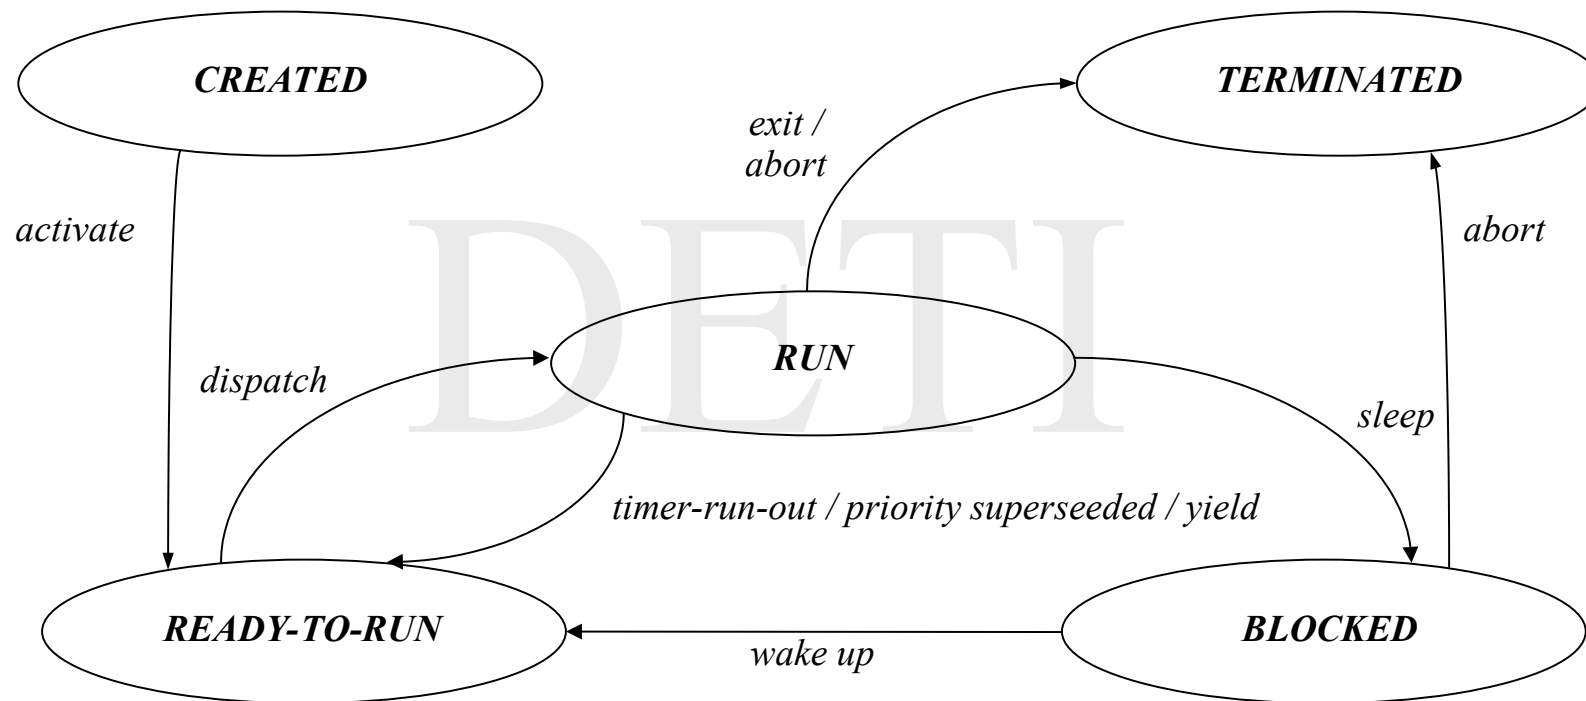 CREATED
TERMINATED
exit /
abort
activate
abort
DETI
RUN
dispatch
sleep
timer-run-out / priority superseeded / yield
READY-TO-RUN
BLOCKED
wake up